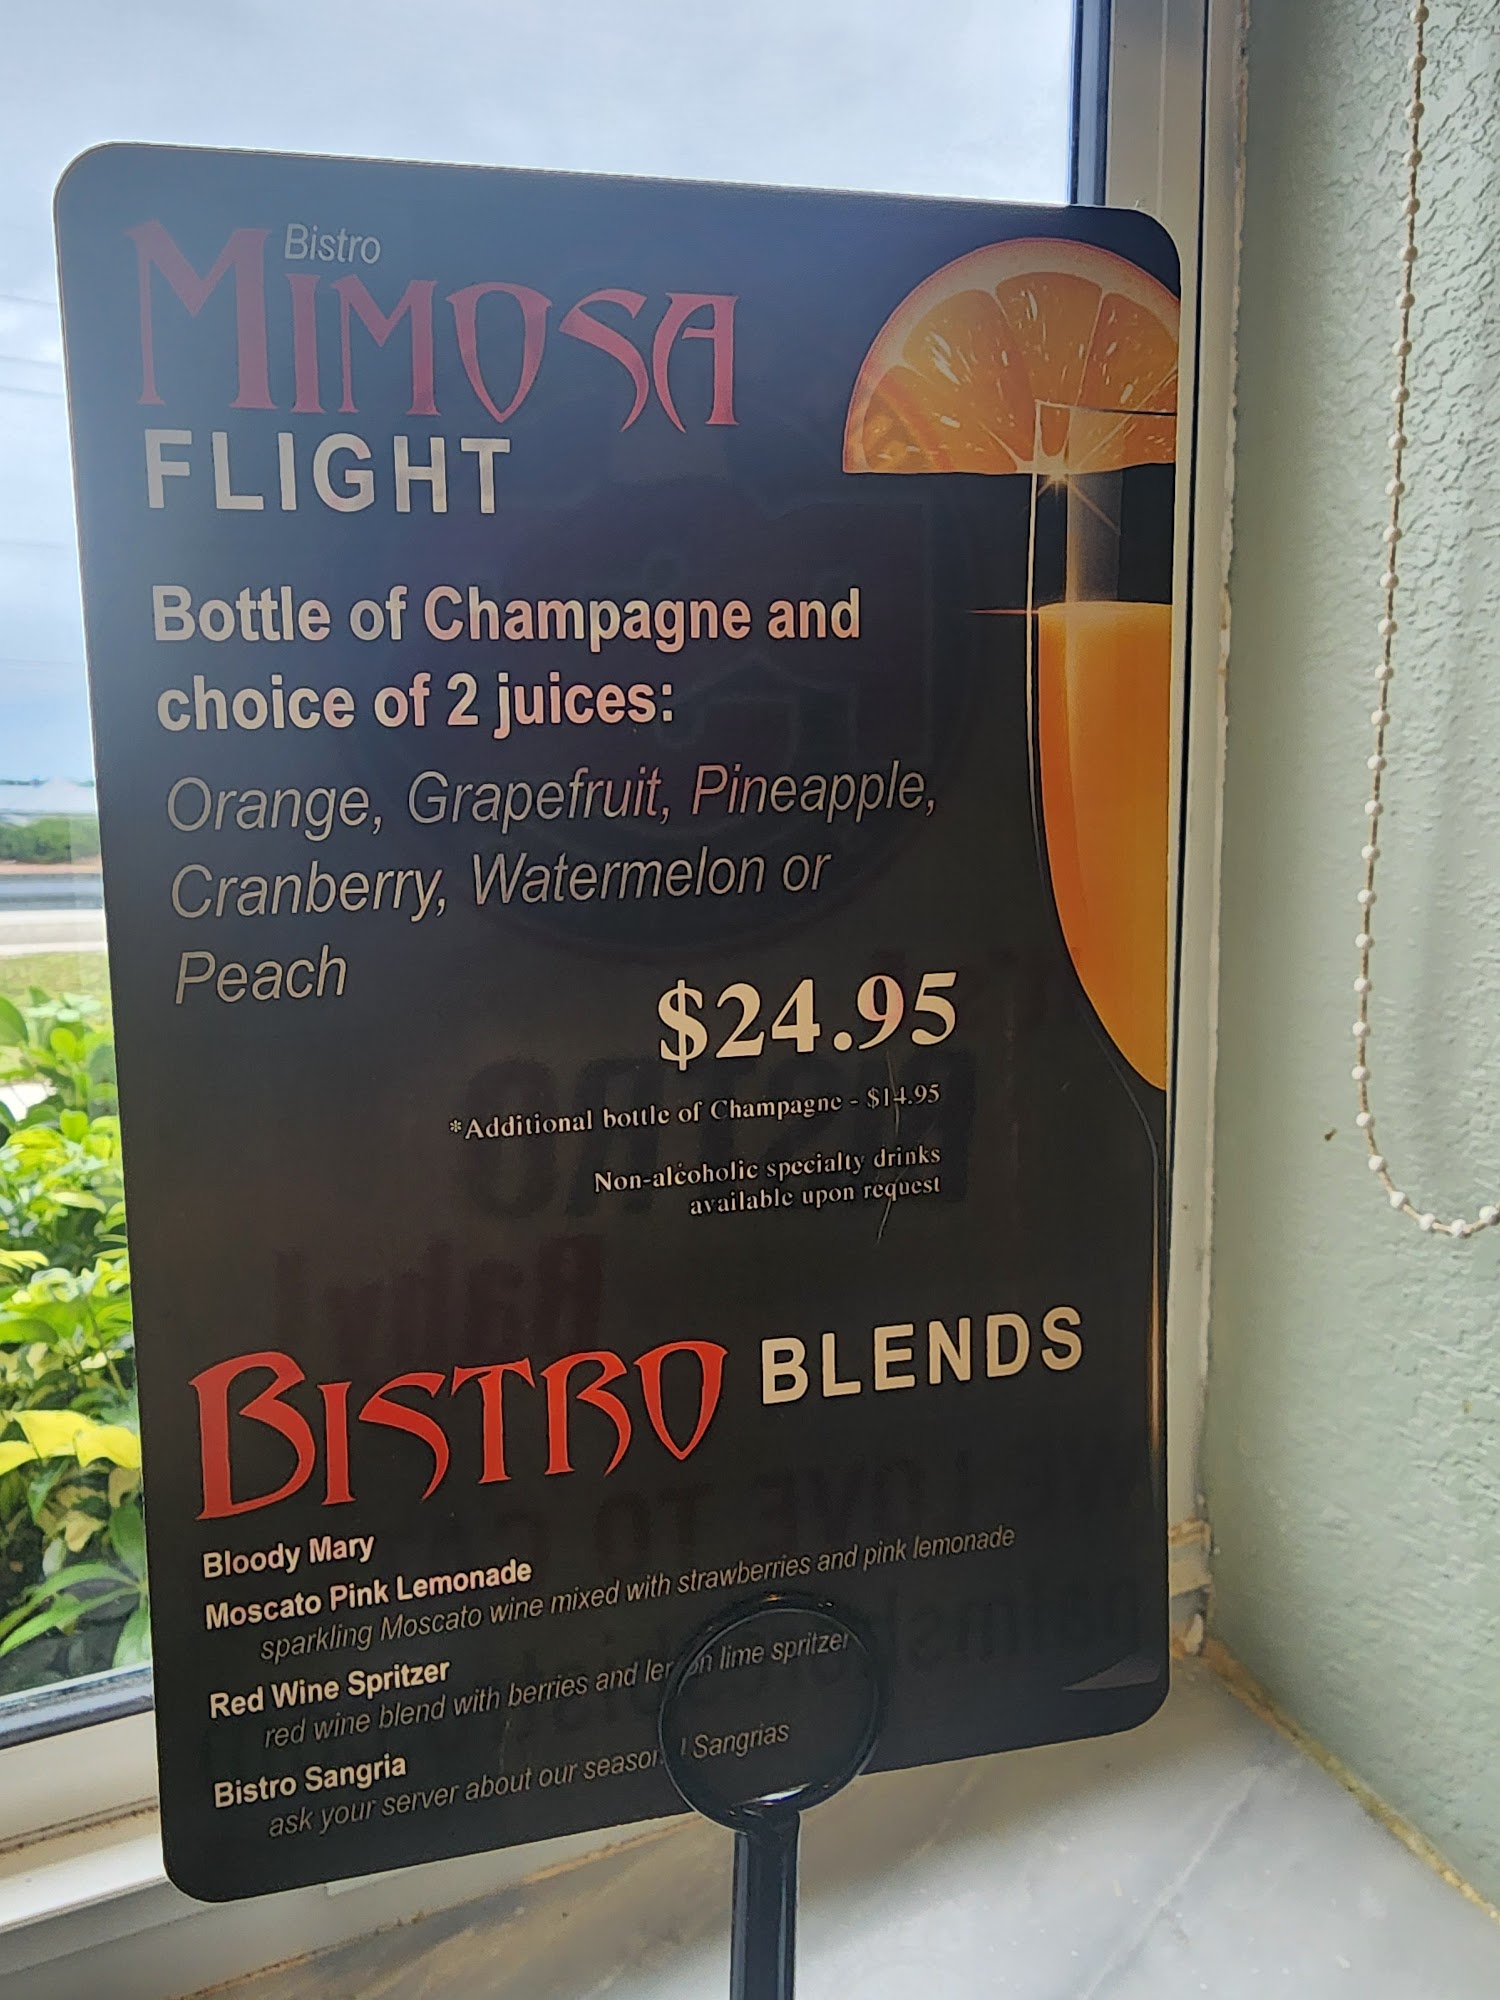 Bistro
MIMOSA
FLIGHT
Bottle of Champagne and
choice of 2 juices:
Orange, Grapefruit, Pineapple,
Cranberry, Watermelon or
Peach
$24.95
*Additional bottle of Champagne - $14.95
Non-alcoholic specialty drinks
available upon request
BISTRO BLENDS
Bloody Mary
Moscato Pink Lemonade
sparkling Moscato wine mixed with strawberries and pink lemonade
Red Wine Spritzer
red wine blend with berries and lemon lime spritzer
Bistro Sangria
ask your server about our seasonal Sangrias